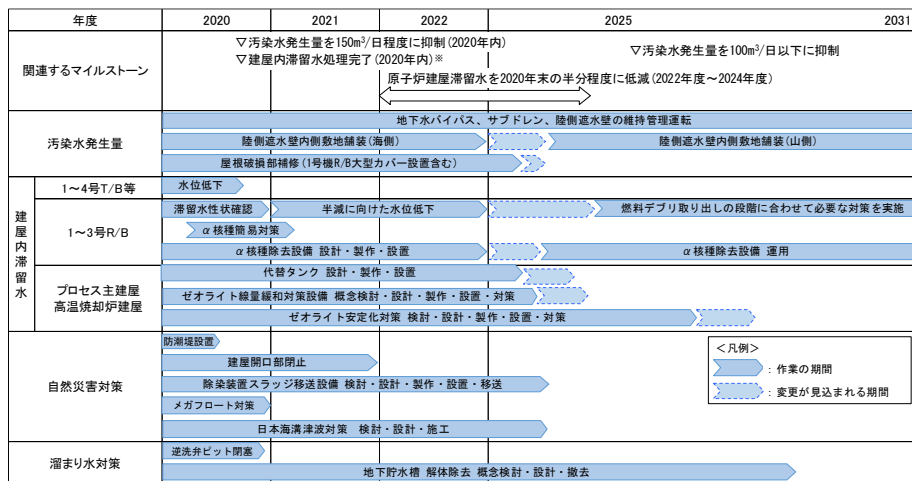 年度
2020
2021
2022
2025
2031
関連するマイルストーン
▽汚染水発生量を150m³/日程度に抑制(2020年内)
▽建屋内滞留水処理完了(2020年内)※
▽汚染水発生量を100m³/日以下に抑制
原子炉建屋滞留水を2020年末の半分程度に低減(2022年度～2024年度)
汚染水発生量
地下水バイパス、サブドレン、陸側遮水壁の維持管理運転
陸側遮水壁内側敷地舗装(海側)
陸側遮水壁内側敷地舗装(山側)
屋根破損部補修(1号機R/B大型カバー設置含む)
建屋内滞留水
1～4号T/B等
水位低下
1～3号R/B
滞留水性状確認
半減に向けた水位低下
燃料デブリ取り出しの段階に合わせて必要な対策を実施
α核種簡易対策
α核種除去設備 設計・製作・設置
α核種除去設備 運用
プロセス主建屋
高温焼却炉建屋
代替タンク 設計・製作・設置
ゼオライト線量緩和対策設備 概念検討・設計・製作・設置・対策
ゼオライト安定化対策 検討・設計・製作・設置・対策
自然災害対策
防潮堤設置
建屋開口部閉止
除染装置スラッジ移送設備 検討・設計・製作・設置・移送
メガフロート対策
日本海溝津波対策 検討・設計・施工
＜凡例＞
：作業の期間
：変更が見込まれる期間
溜まり水対策
逆洗弁ピット閉塞
地下貯水槽 解体除去 概念検討・設計・撤去